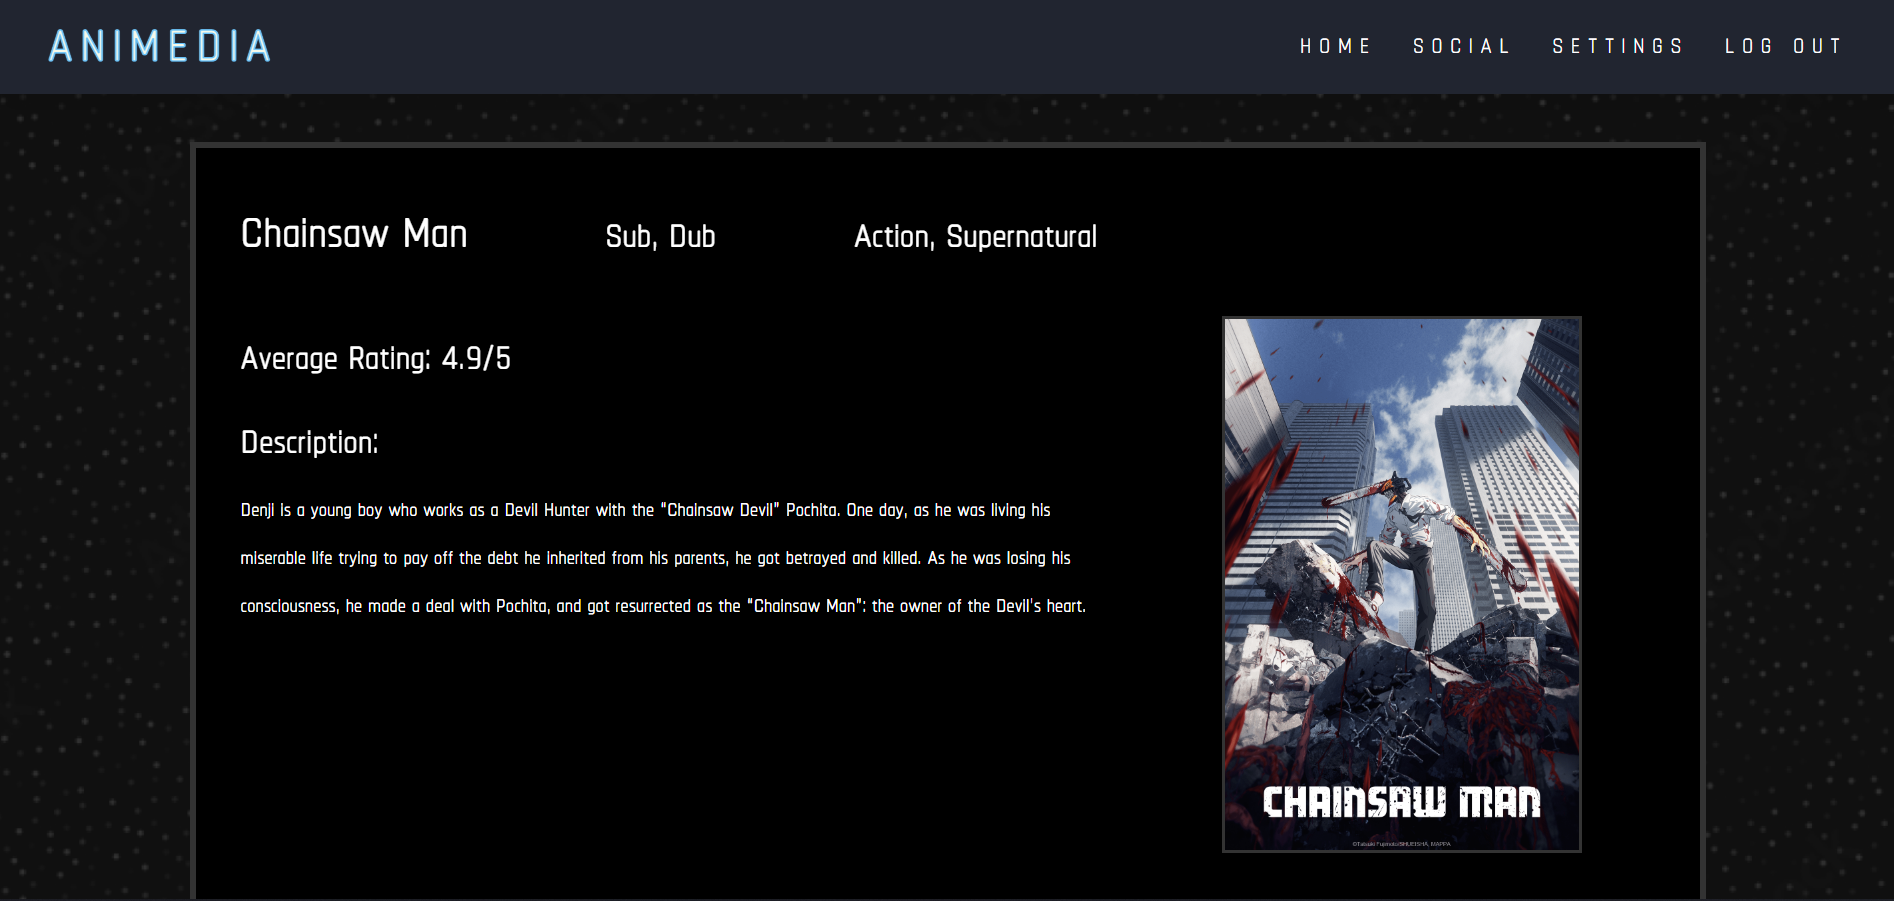 ANIMEDIA
HOME SOCIAL SETTINGS LOG OUT
Chainsaw Man Sub, Dub Action, Supernatural
Average Rating: 4.9/5
Description:
Denji is a young boy who works as a Devil Hunter with the "Chainsaw Devil" Pochita. One day, as he was living his
miserable life trying to pay off the debt he inherited from his parents, he got betrayed and killed. As he was losing his
consciousness, he made a deal with Pochita, and got resurrected as the "Chainsaw Man": the owner of the Devil's heart.
CHAINSAW MAN
©Tatsuki Fujimoto/SHUEISHA, MAPPA